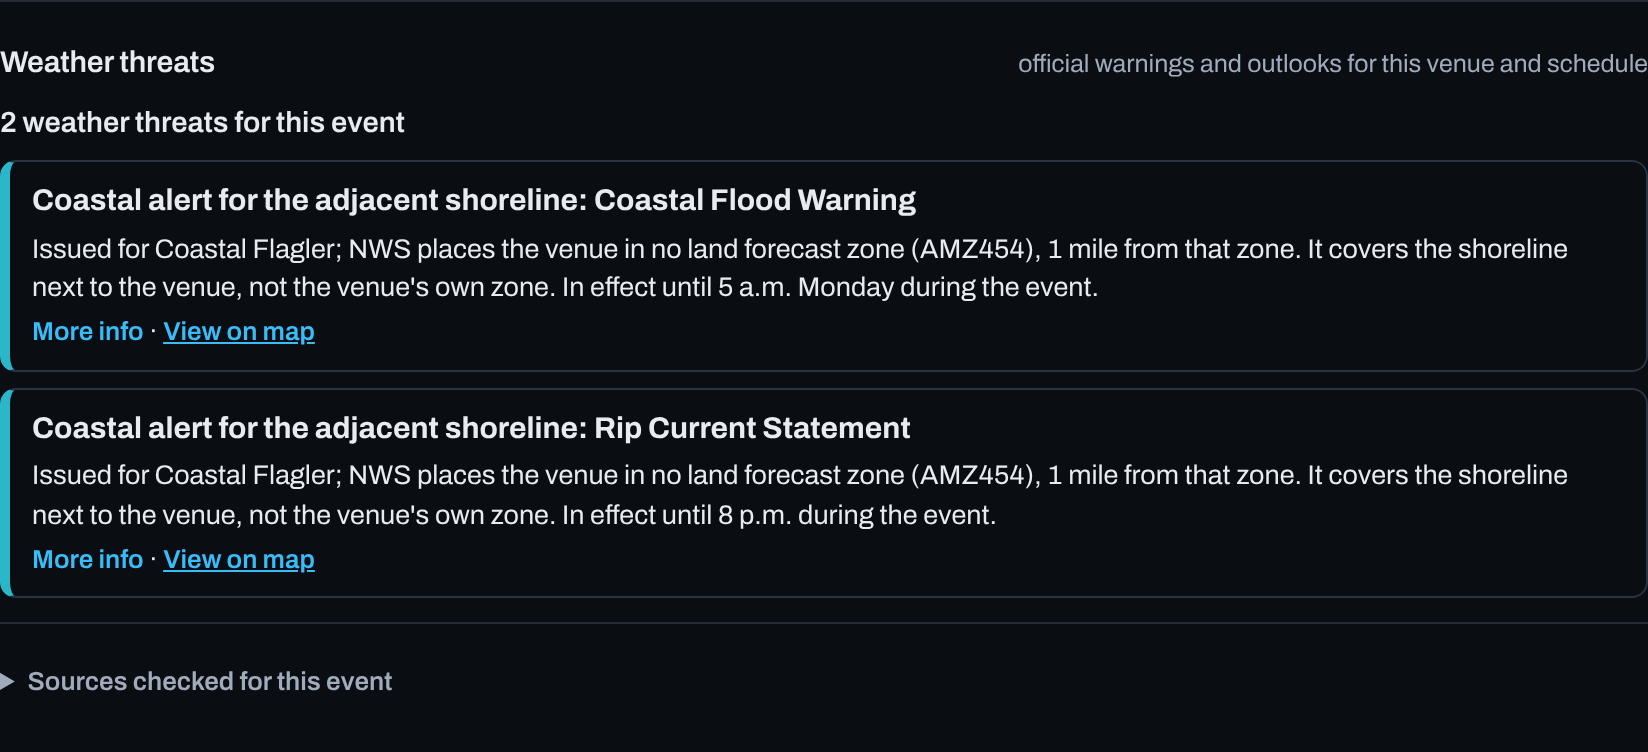 Weather threats
official warnings and outlooks for this venue and schedule
2 weather threats for this event
Coastal alert for the adjacent shoreline: Coastal Flood Warning
Issued for Coastal Flagler; NWS places the venue in no land forecast zone (AMZ454), 1 mile from that zone. It covers the shoreline
next to the venue, not the venue's own zone. In effect until 5 a.m. Monday during the event.
More info · View on map
Coastal alert for the adjacent shoreline: Rip Current Statement
Issued for Coastal Flagler; NWS places the venue in no land forecast zone (AMZ454), 1 mile from that zone. It covers the shoreline
next to the venue, not the venue's own zone. In effect until 8 p.m. during the event.
More info · View on map
Sources checked for this event